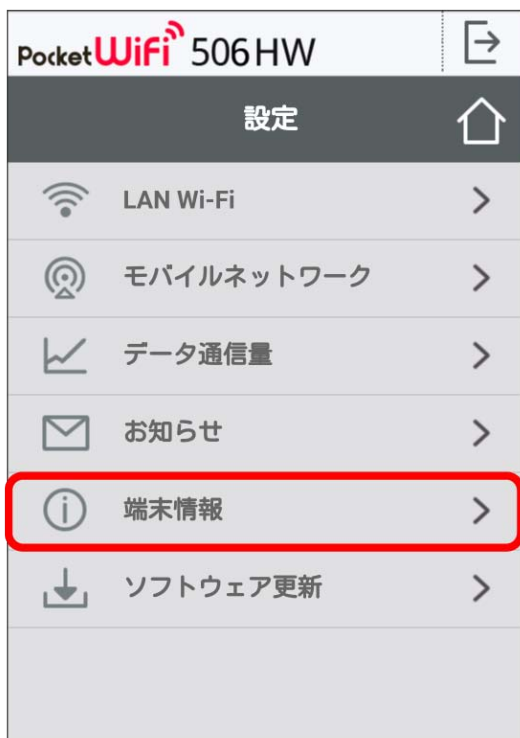 Pocket WiFi 506HW
設定
LAN Wi-Fi
モバイルネットワーク
データ通信量
お知らせ
端末情報
ソフトウェア更新